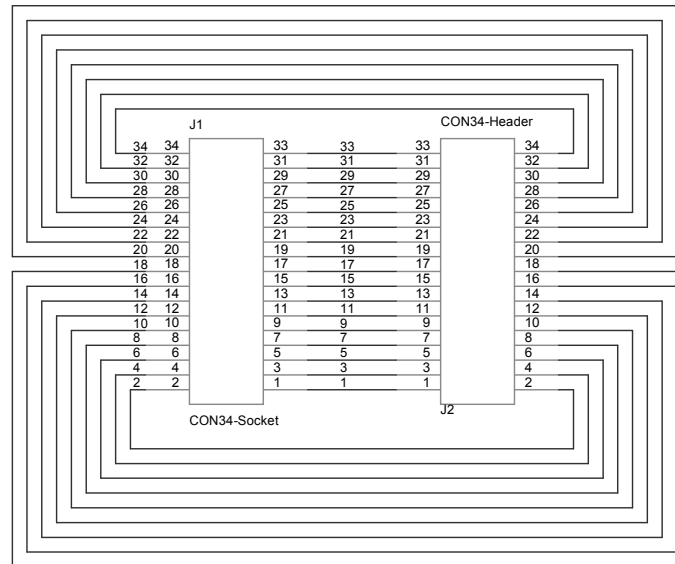 J1
CON34-Header
34 34 33 33 33 34
32 32 31 31 31 32
30 30 29 29 29 30
28 28 27 27 27 28
26 26 25 25 25 26
24 24 23 23 23 24
22 22 21 21 21 22
20 20 19 19 19 20
18 18 17 17 17 18
16 16 15 15 15 16
14 14 13 13 13 14
12 12 11 11 11 12
10 10 9 9 9 10
8 8 7 7 7 8
6 6 5 5 5 6
4 4 3 3 3 4
2 2 1 1 1 2
J2
CON34-Socket